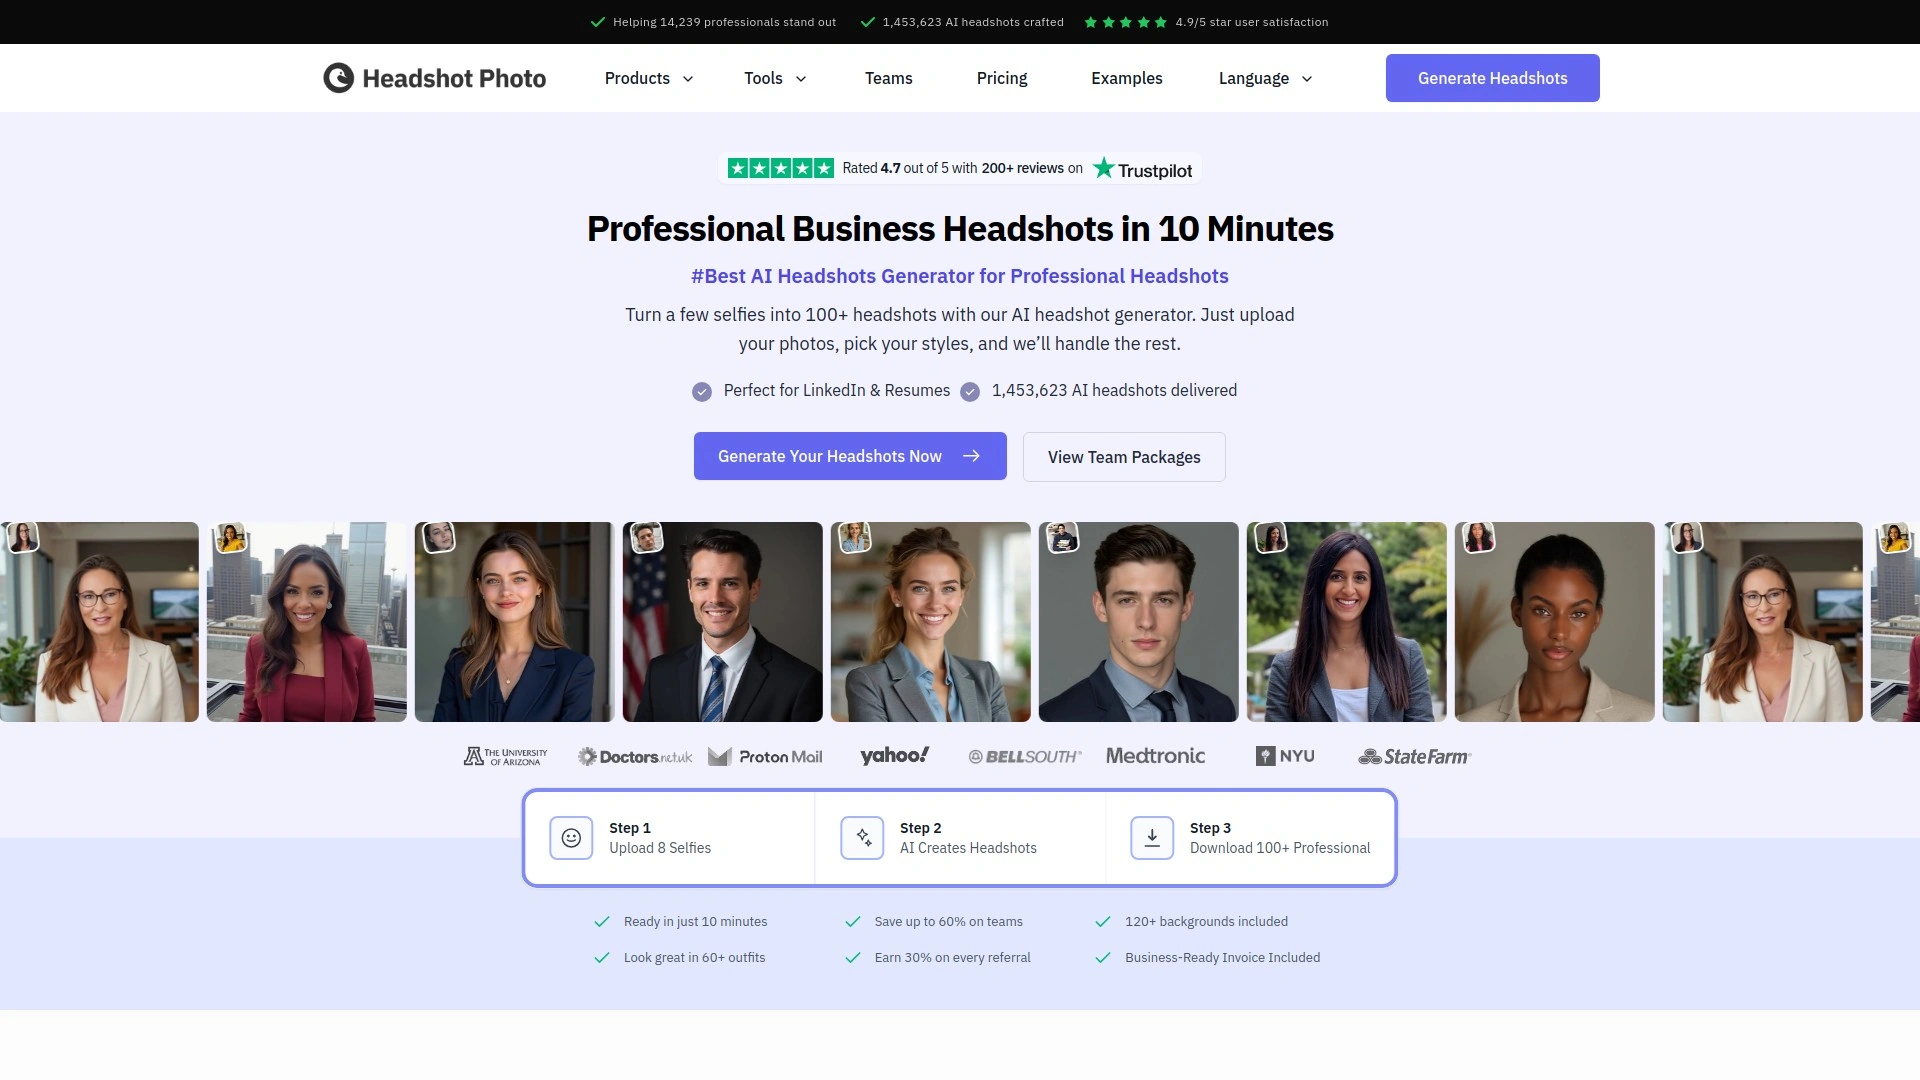 Helping 14,239 professionals stand out
1,453,623 AI headshots crafted
4.9/5 star user satisfaction
Headshot Photo
Products
Tools
Teams
Pricing
Examples
Language
Generate Headshots
Rated 4.7 out of 5 with 200+ reviews on
Trustpilot
Professional Business Headshots in 10 Minutes
#Best AI Headshots Generator for Professional Headshots
Turn a few selfies into 100+ headshots with our AI headshot generator. Just upload
your photos, pick your styles, and we’ll handle the rest.
Perfect for LinkedIn & Resumes
1,453,623 AI headshots delivered
Generate Your Headshots Now
View Team Packages
THE UNIVERSITY
OF ARIZONA
Doctors.net.uk
Proton Mail
yahoo!
BELLSOUTH®
Medtronic
NYU
StateFarm®
Step 1
Upload 8 Selfies
Step 2
AI Creates Headshots
Step 3
Download 100+ Professional
Ready in just 10 minutes
Save up to 60% on teams
120+ backgrounds included
Look great in 60+ outfits
Earn 30% on every referral
Business-Ready Invoice Included